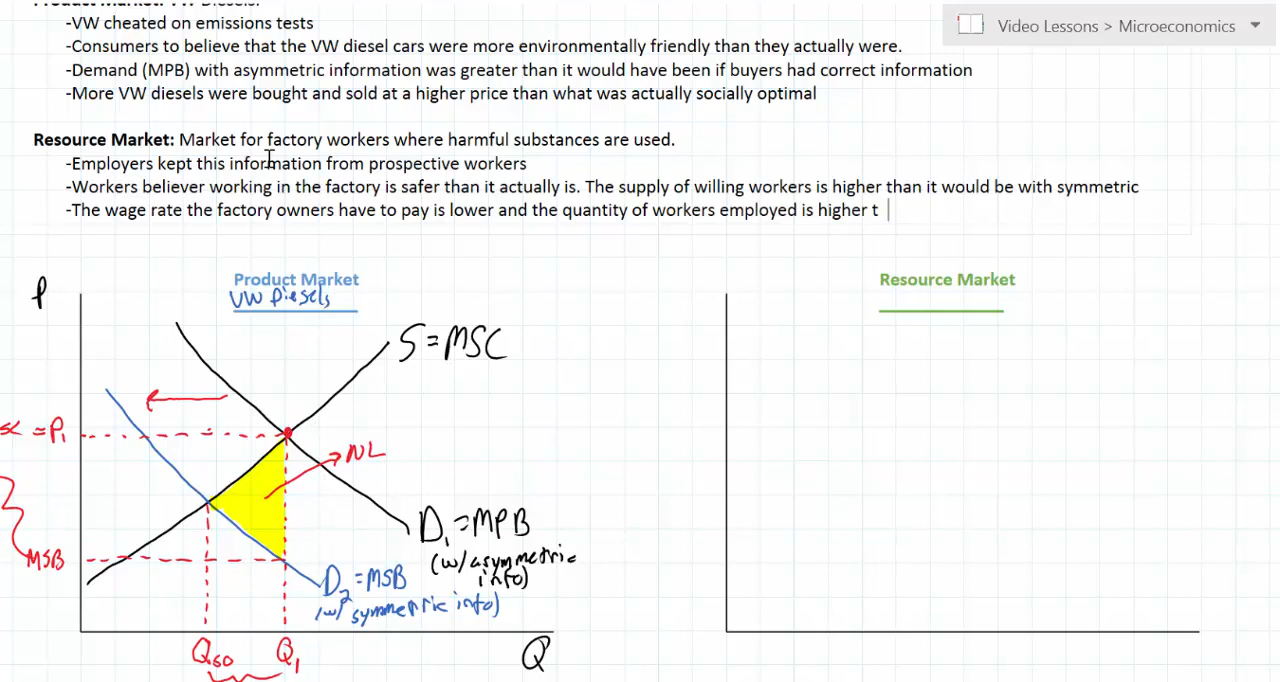 Product Market: VW Diesels:
Video Lessons > Microeconomics
-VW cheated on emissions tests
-Consumers to believe that the VW diesel cars were more environmentally friendly than they actually were.
-Demand (MPB) with asymmetric information was greater than it would have been if buyers had correct information
-More VW diesels were bought and sold at a higher price than what was actually socially optimal
Resource Market: Market for factory workers where harmful substances are used.
-Employers kept this information from prospective workers
-Workers believer working in the factory is safer than it actually is. The supply of willing workers is higher than it would be with symmetric
-The wage rate the factory owners have to pay is lower and the quantity of workers employed is higher t
Product Market
VW Diesels
P
S=MSC
=P₁
NL
D₁=MPB
(w/asymmetric
info)
MSB
D₂=MSB
(w/ symmetric info)
Qso
Q₁
Q
Resource Market